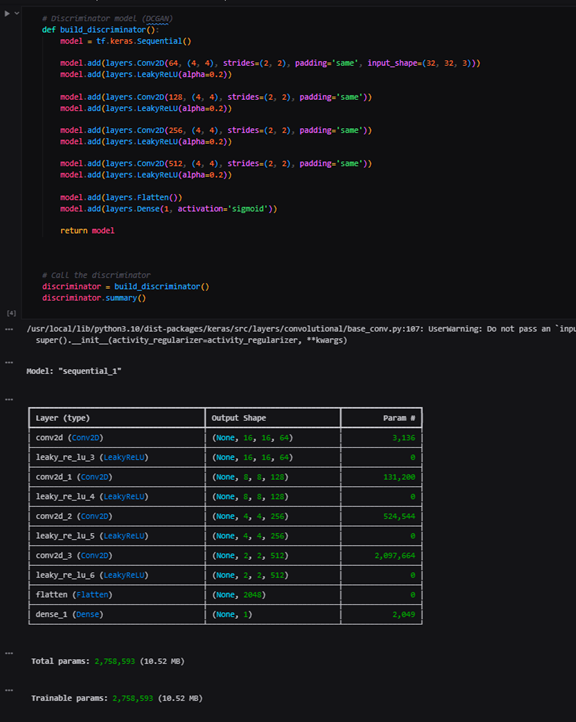 # Discriminator model (DCGAN)
def build_discriminator():
    model = tf.keras.Sequential()

    model.add(layers.Conv2D(64, (4, 4), strides=(2, 2), padding='same', input_shape=(32, 32, 3)))
    model.add(layers.LeakyReLU(alpha=0.2))

    model.add(layers.Conv2D(128, (4, 4), strides=(2, 2), padding='same'))
    model.add(layers.LeakyReLU(alpha=0.2))

    model.add(layers.Conv2D(256, (4, 4), strides=(2, 2), padding='same'))
    model.add(layers.LeakyReLU(alpha=0.2))

    model.add(layers.Conv2D(512, (4, 4), strides=(2, 2), padding='same'))
    model.add(layers.LeakyReLU(alpha=0.2))

    model.add(layers.Flatten())
    model.add(layers.Dense(1, activation='sigmoid'))

    return model

# Call the discriminator
discriminator = build_discriminator()
discriminator.summary()
[4]
... /usr/local/lib/python3.10/dist-packages/keras/src/layers/convolutional/base_conv.py:107: UserWarning: Do not pass an `inpu
  super().__init__(activity_regularizer=activity_regularizer, **kwargs)
...
Model: "sequential_1"
...
Layer (type) Output Shape Param #
conv2d (Conv2D) (None, 16, 16, 64) 3,136
leaky_re_lu_3 (LeakyReLU) (None, 16, 16, 64) 0
conv2d_1 (Conv2D) (None, 8, 8, 128) 131,200
leaky_re_lu_4 (LeakyReLU) (None, 8, 8, 128) 0
conv2d_2 (Conv2D) (None, 4, 4, 256) 524,544
leaky_re_lu_5 (LeakyReLU) (None, 4, 4, 256) 0
conv2d_3 (Conv2D) (None, 2, 2, 512) 2,097,664
leaky_re_lu_6 (LeakyReLU) (None, 2, 2, 512) 0
flatten (Flatten) (None, 2048) 0
dense_1 (Dense) (None, 1) 2,049
...
Total params: 2,758,593 (10.52 MB)
...
Trainable params: 2,758,593 (10.52 MB)